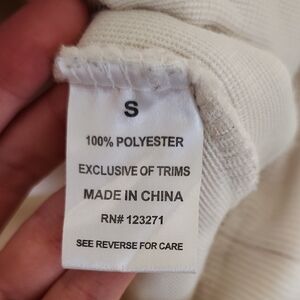 S
100% POLYESTER
EXCLUSIVE OF TRIMS
MADE IN CHINA
RN# 123271
SEE REVERSE FOR CARE